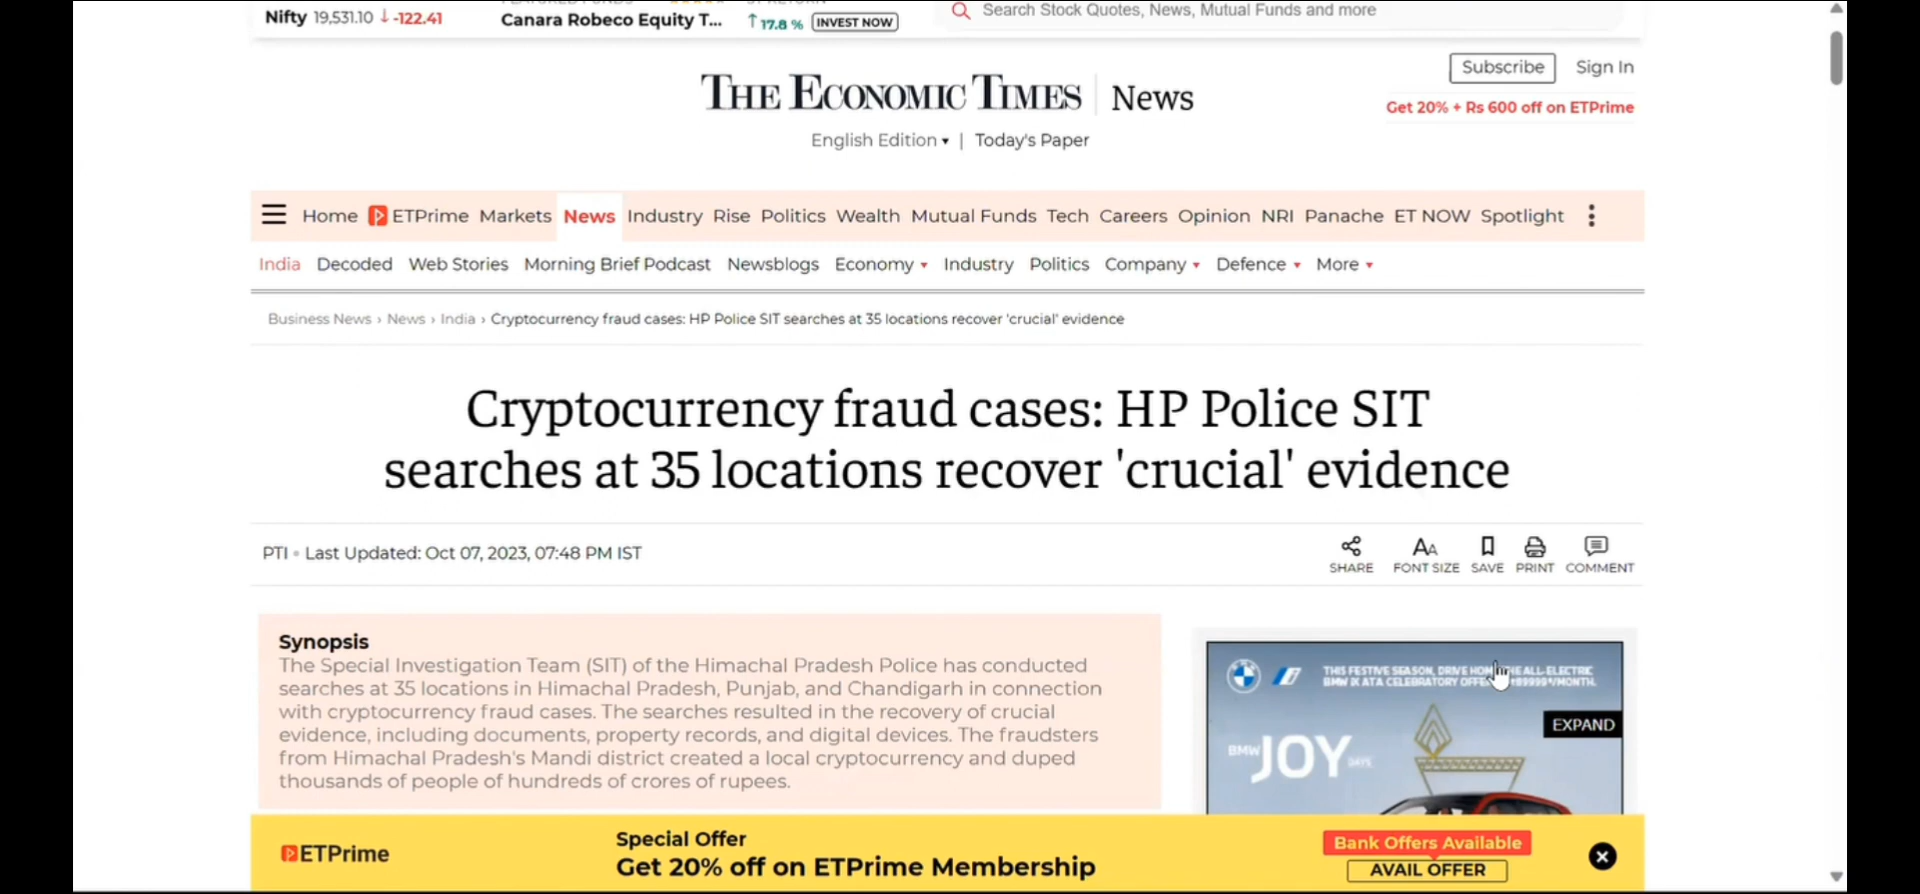 Nifty 19,531.10 ↓ -122.41
Canara Robeco Equity T...
↑ 17.8 % INVEST NOW
Search Stock Quotes, News, Mutual Funds and more
Subscribe Sign In
THE ECONOMIC TIMES | News
Get 20% + Rs 600 off on ETPrime
English Edition ▾ | Today's Paper
Home ETPrime Markets News Industry Rise Politics Wealth Mutual Funds Tech Careers Opinion NRI Panache ET NOW Spotlight
India Decoded Web Stories Morning Brief Podcast Newsblogs Economy ▾ Industry Politics Company ▾ Defence ▾ More ▾
Business News › News › India › Cryptocurrency fraud cases: HP Police SIT searches at 35 locations recover 'crucial' evidence
Cryptocurrency fraud cases: HP Police SIT
searches at 35 locations recover 'crucial' evidence
PTI • Last Updated: Oct 07, 2023, 07:48 PM IST
SHARE FONT SIZE SAVE PRINT COMMENT
Synopsis
The Special Investigation Team (SIT) of the Himachal Pradesh Police has conducted
searches at 35 locations in Himachal Pradesh, Punjab, and Chandigarh in connection
with cryptocurrency fraud cases. The searches resulted in the recovery of crucial
evidence, including documents, property records, and digital devices. The fraudsters
from Himachal Pradesh's Mandi district created a local cryptocurrency and duped
thousands of people of hundreds of crores of rupees.
THIS FESTIVE SEASON, DRIVE ALL-ELECTRIC
BMW iX AT A CELEBRATORY
EXPAND
BMW JOY DAYS
ETPrime
Special Offer
Get 20% off on ETPrime Membership
Bank Offers Available
AVAIL OFFER